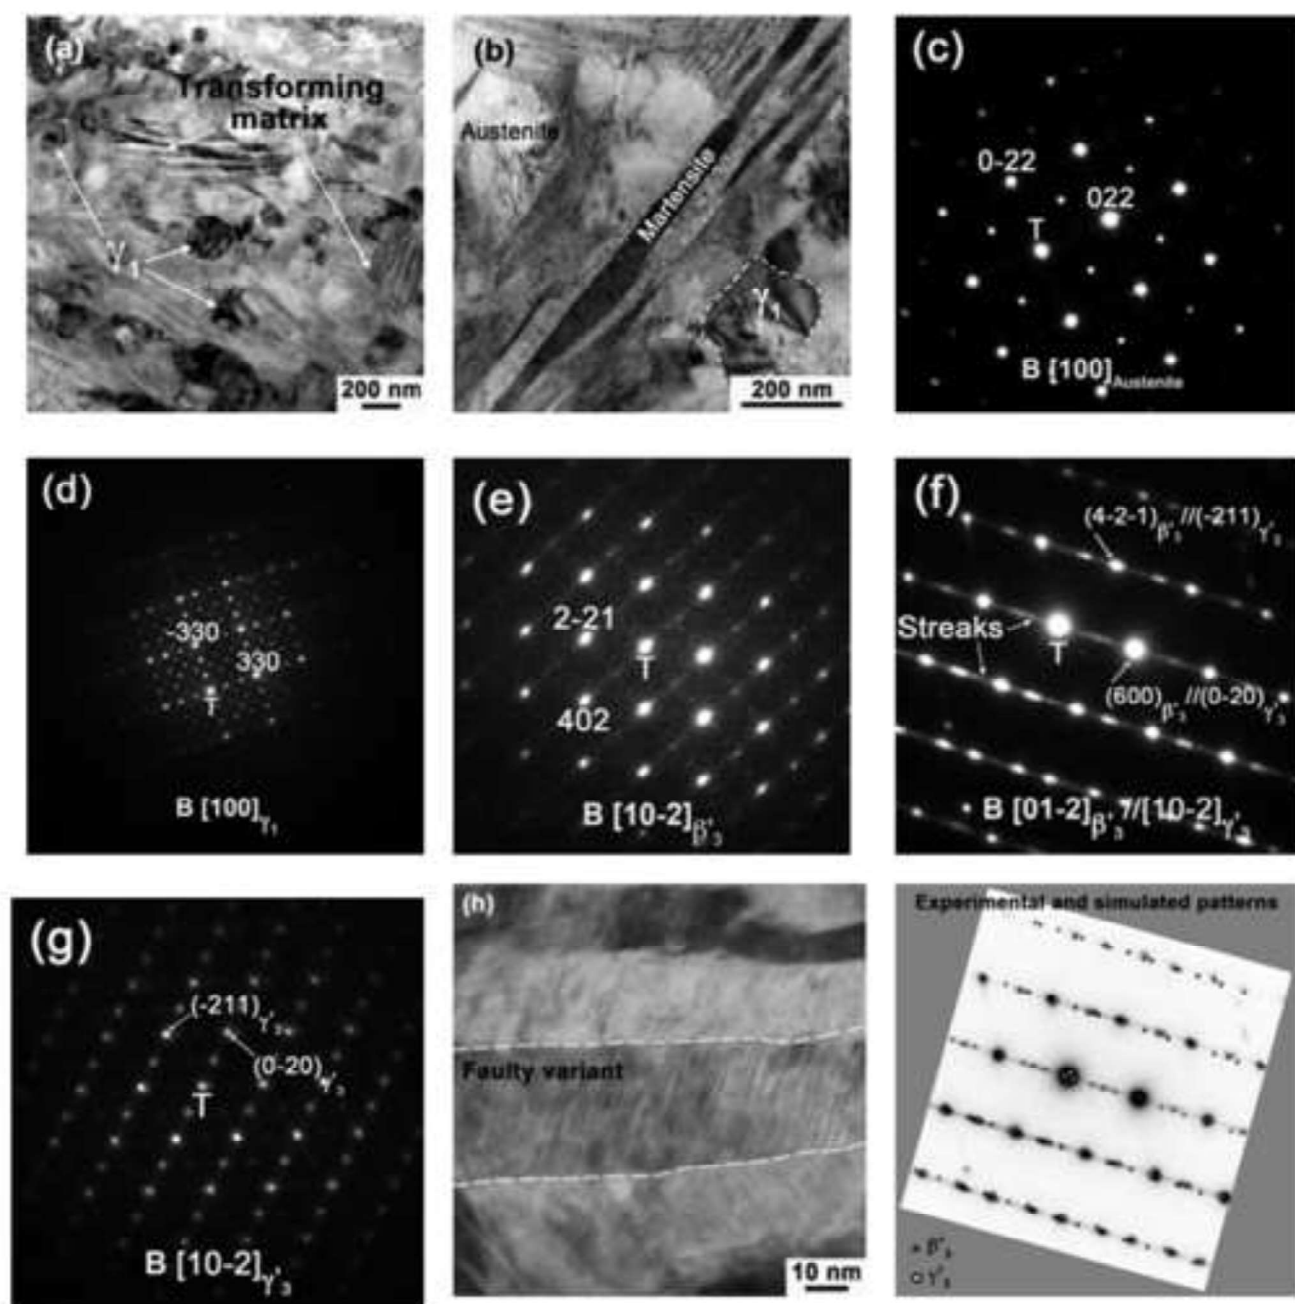 (a)
Transforming
matrix
γ1
200 nm
(b)
Austenite
Martensite
γ1
200 nm
(c)
0-22
022
T
B [100]Austenite
(d)
-330
330
T
B [100]γ1
(e)
2-21
T
402
B [10-2]β'3
(f)
(4-2-1)β'3//(-211)γ'3
Streaks
T
(600)β'3//(0-20)γ'3
B [01-2]β'3//[10-2]γ'3
(g)
(-211)γ'3
(0-20)γ'3
T
B [10-2]γ'3
(h)
Faulty variant
10 nm
Experimental and simulated patterns
β'3
γ'3